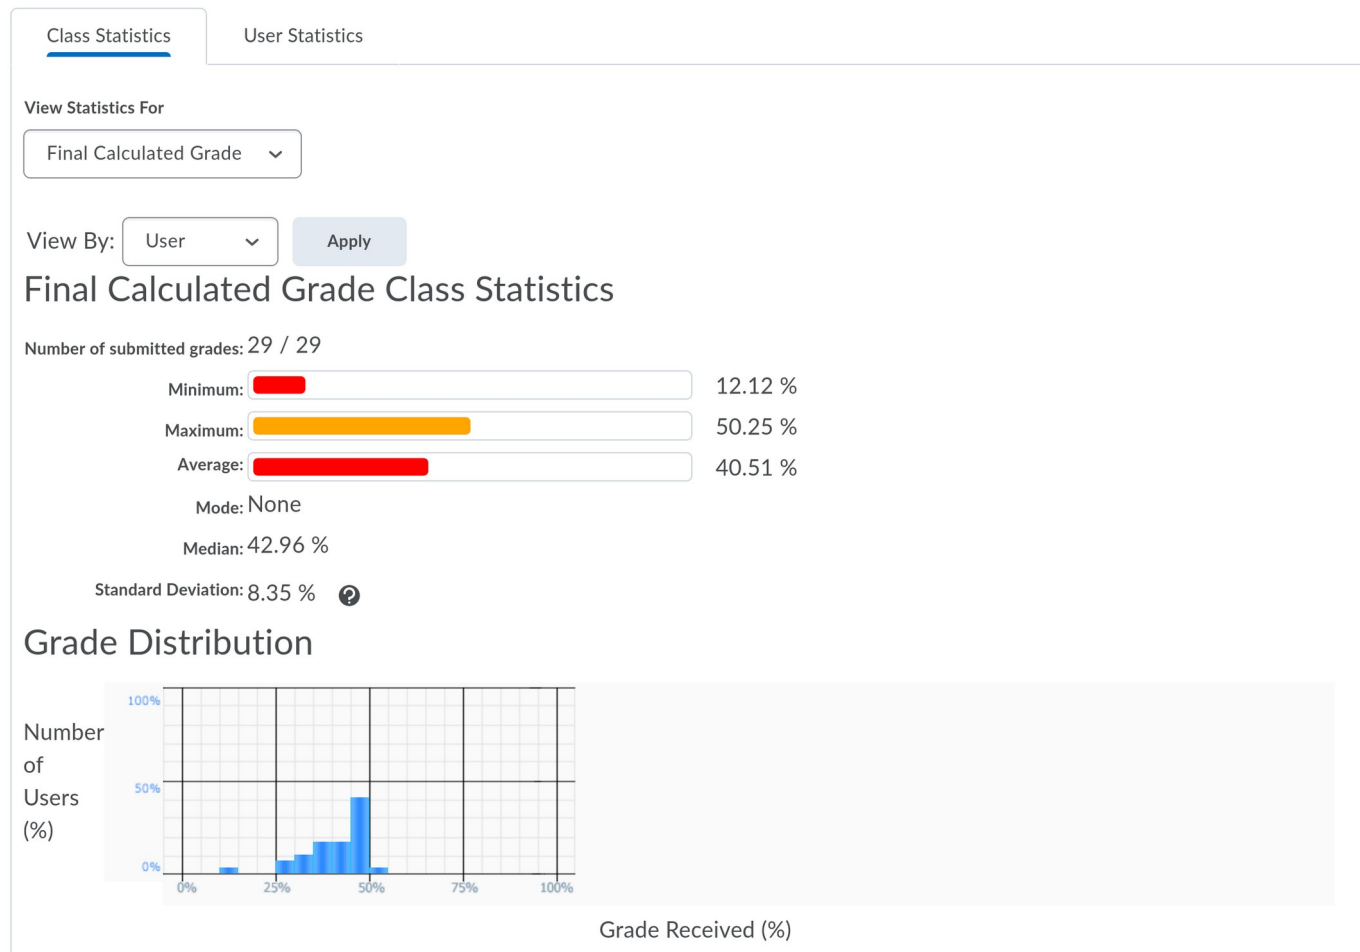 Class Statistics User Statistics
View Statistics For
Final Calculated Grade
View By: User Apply
Final Calculated Grade Class Statistics
Number of submitted grades: 29 / 29
Minimum: 12.12 %
Maximum: 50.25 %
Average: 40.51 %
Mode: None
Median: 42.96 %
Standard Deviation: 8.35 % ?
Grade Distribution
Number
of
Users
(%)
100%
50%
0%
0% 25% 50% 75% 100%
Grade Received (%)